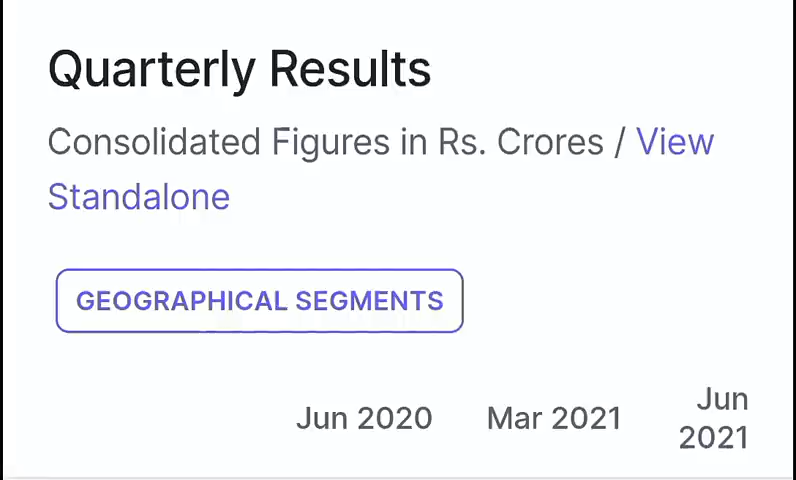 Quarterly Results
Consolidated Figures in Rs. Crores / View
Standalone
GEOGRAPHICAL SEGMENTS
Jun 2020 Mar 2021 Jun
2021